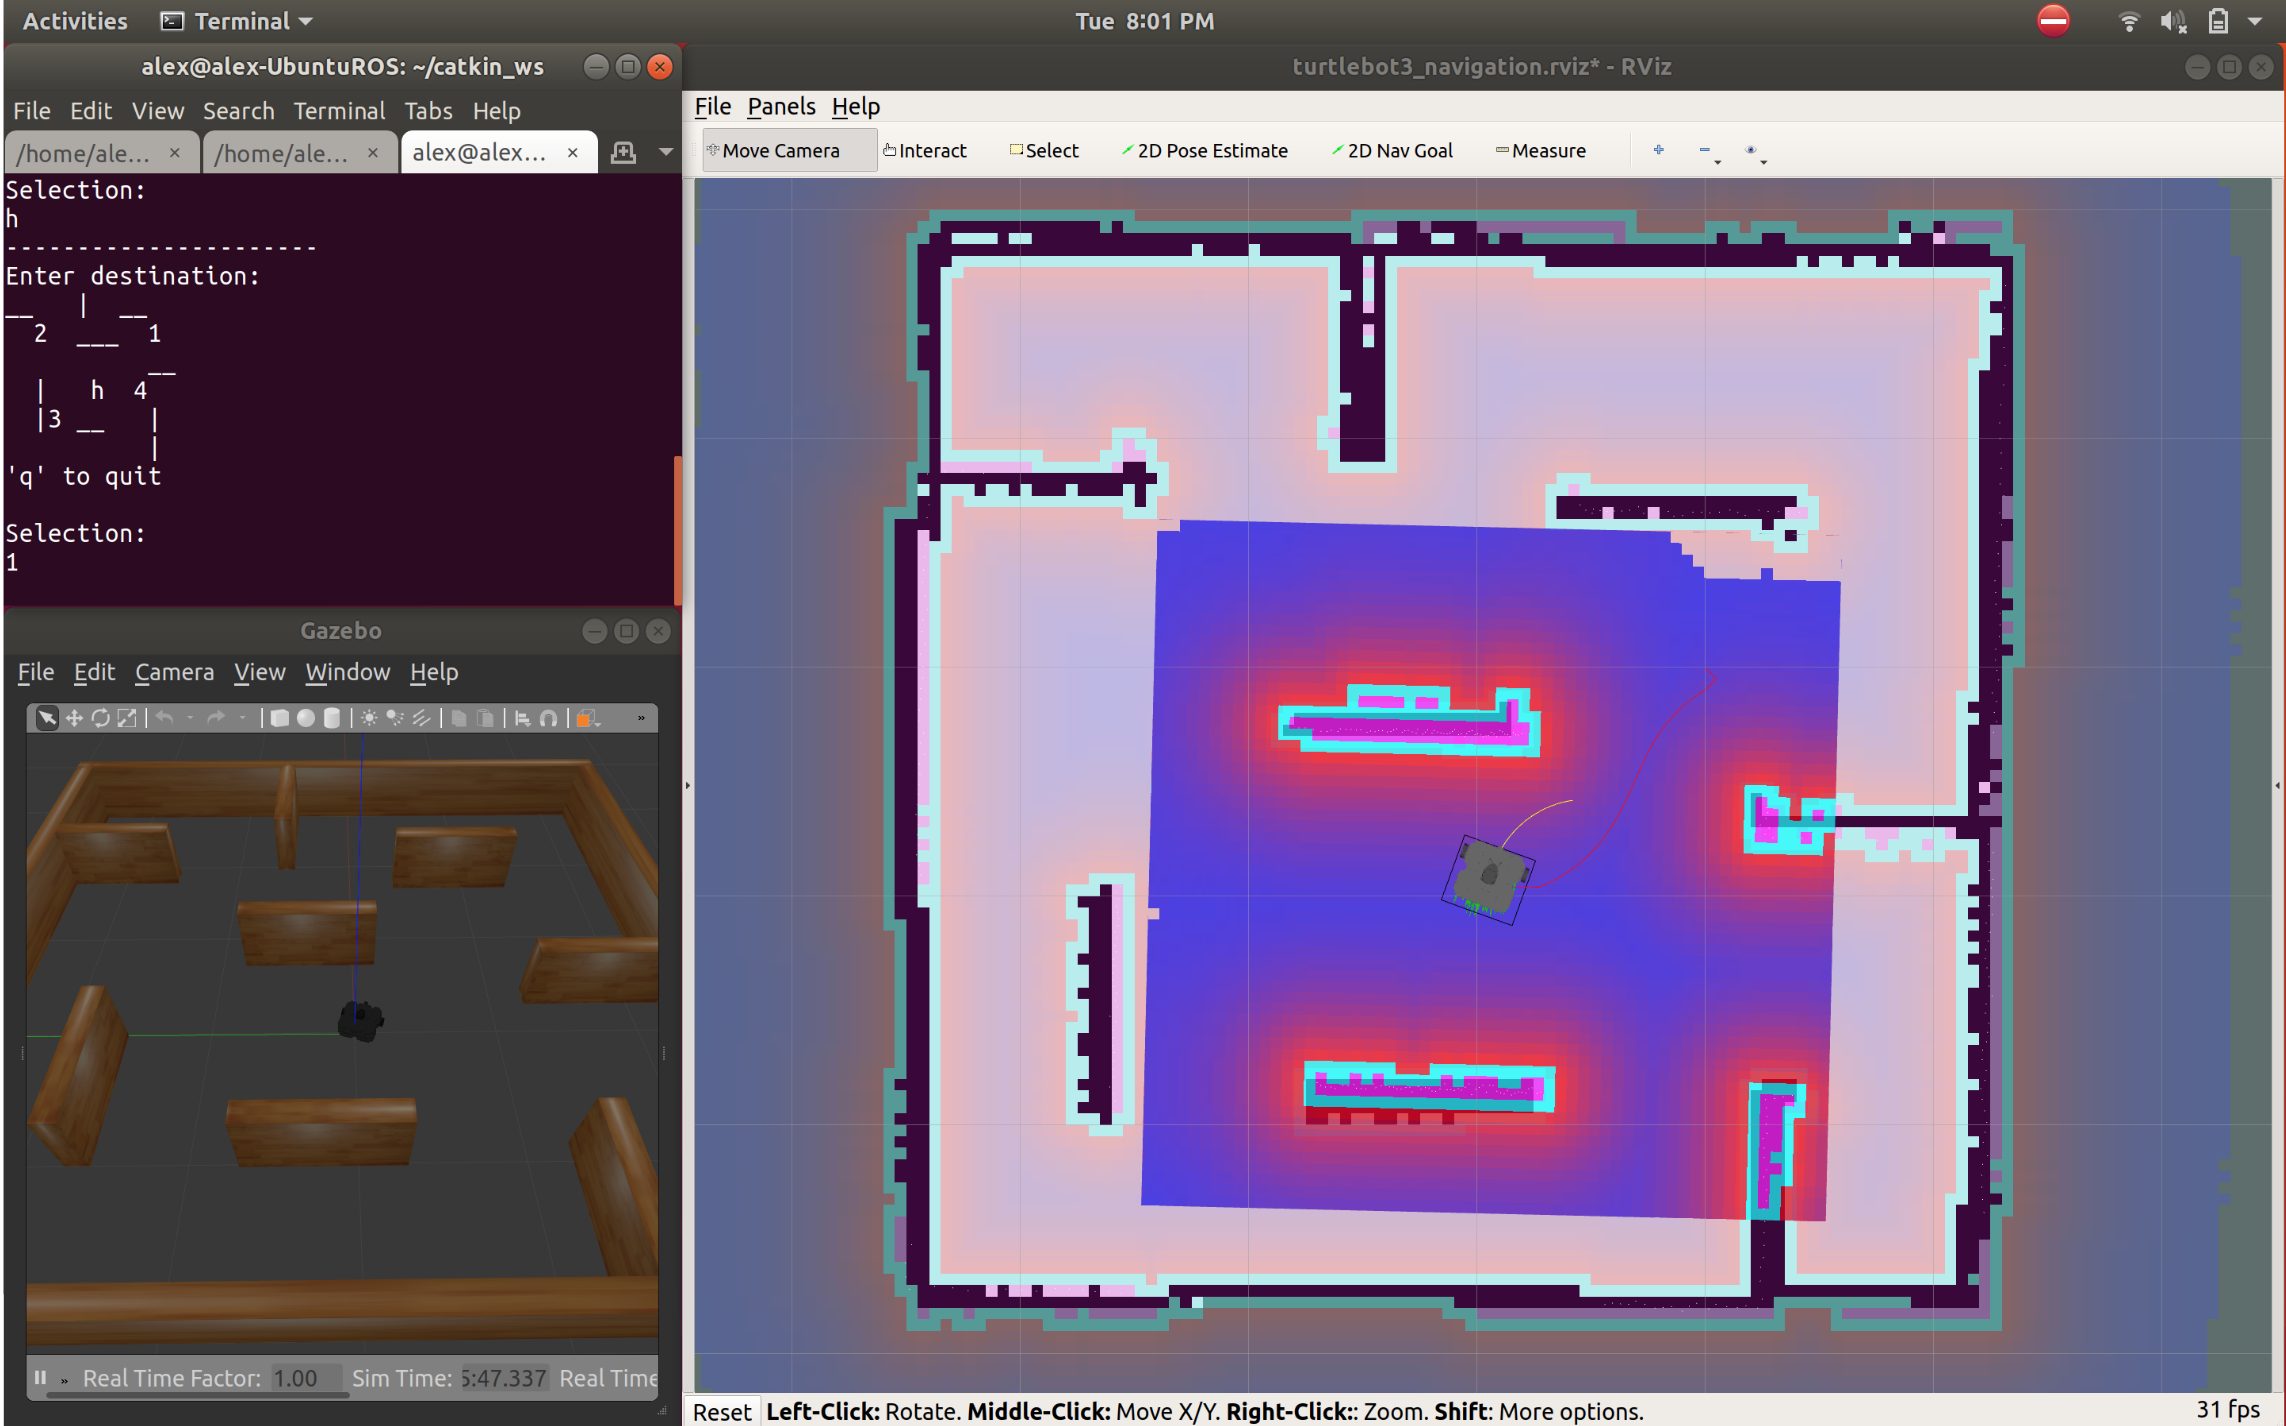 Activities Terminal Tue 8:01 PM
alex@alex-UbuntuROS: ~/catkin_ws
File Edit View Search Terminal Tabs Help
/home/ale... × /home/ale... × alex@alex... ×
Selection:
h
----------------------
Enter destination:
__ | __
2 ___ 1
__
| h 4
|3 __ |
|
'q' to quit
Selection:
1
Gazebo
File Edit Camera View Window Help
»
Real Time Factor: 1.00 Sim Time: 5:47.337 Real Time
turtlebot3_navigation.rviz* - RViz
File Panels Help
Move Camera Interact Select 2D Pose Estimate 2D Nav Goal Measure
Reset Left-Click: Rotate. Middle-Click: Move X/Y. Right-Click:: Zoom. Shift: More options. 31 fps